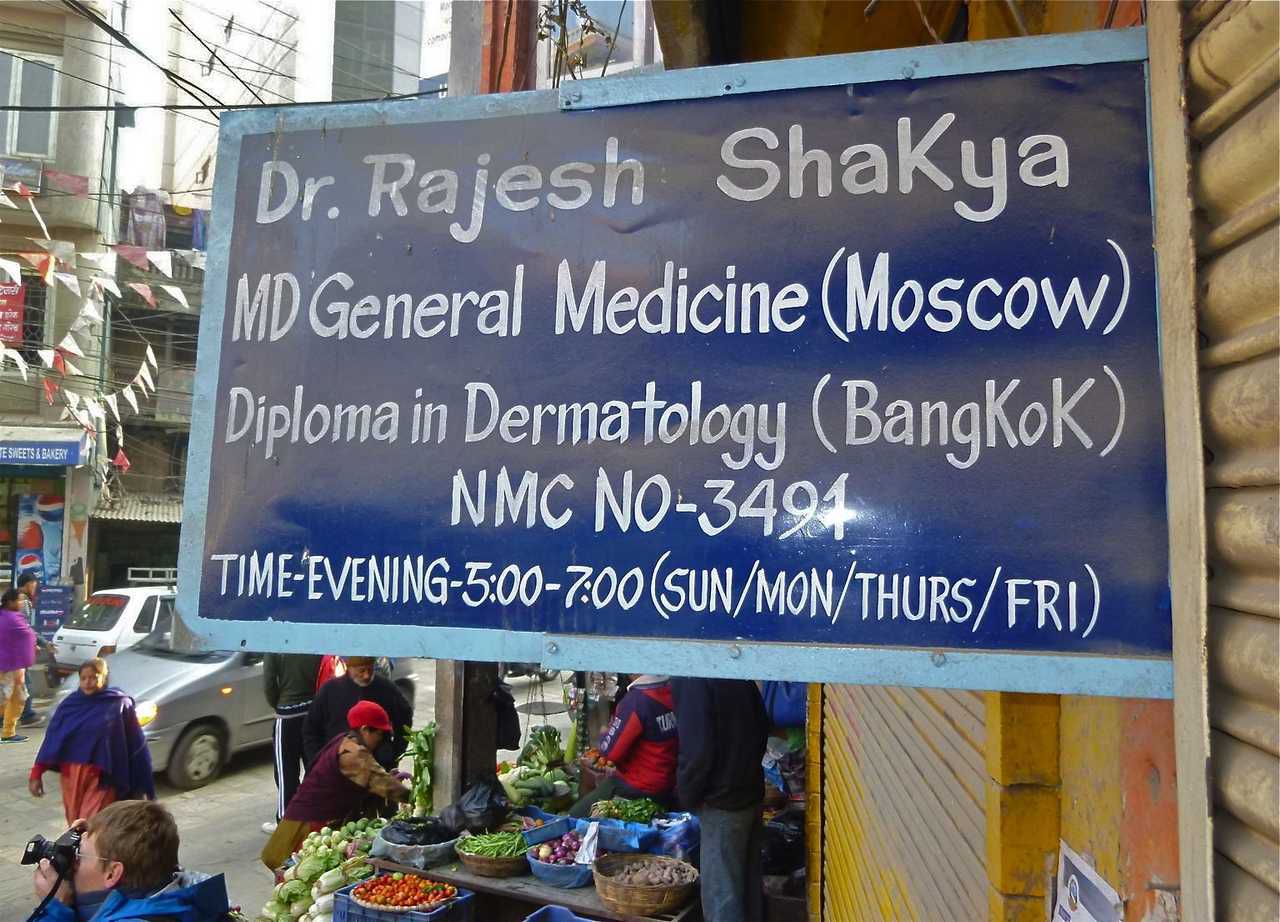 Dr. Rajesh ShaKya
MD General Medicine (Moscow)
Diploma in Dermatology (BangKoK)
NMC NO-3491
TIME-EVENING-5:00-7:00 (SUN/MON/THURS/FRI)
TE SWEETS & BAKERY